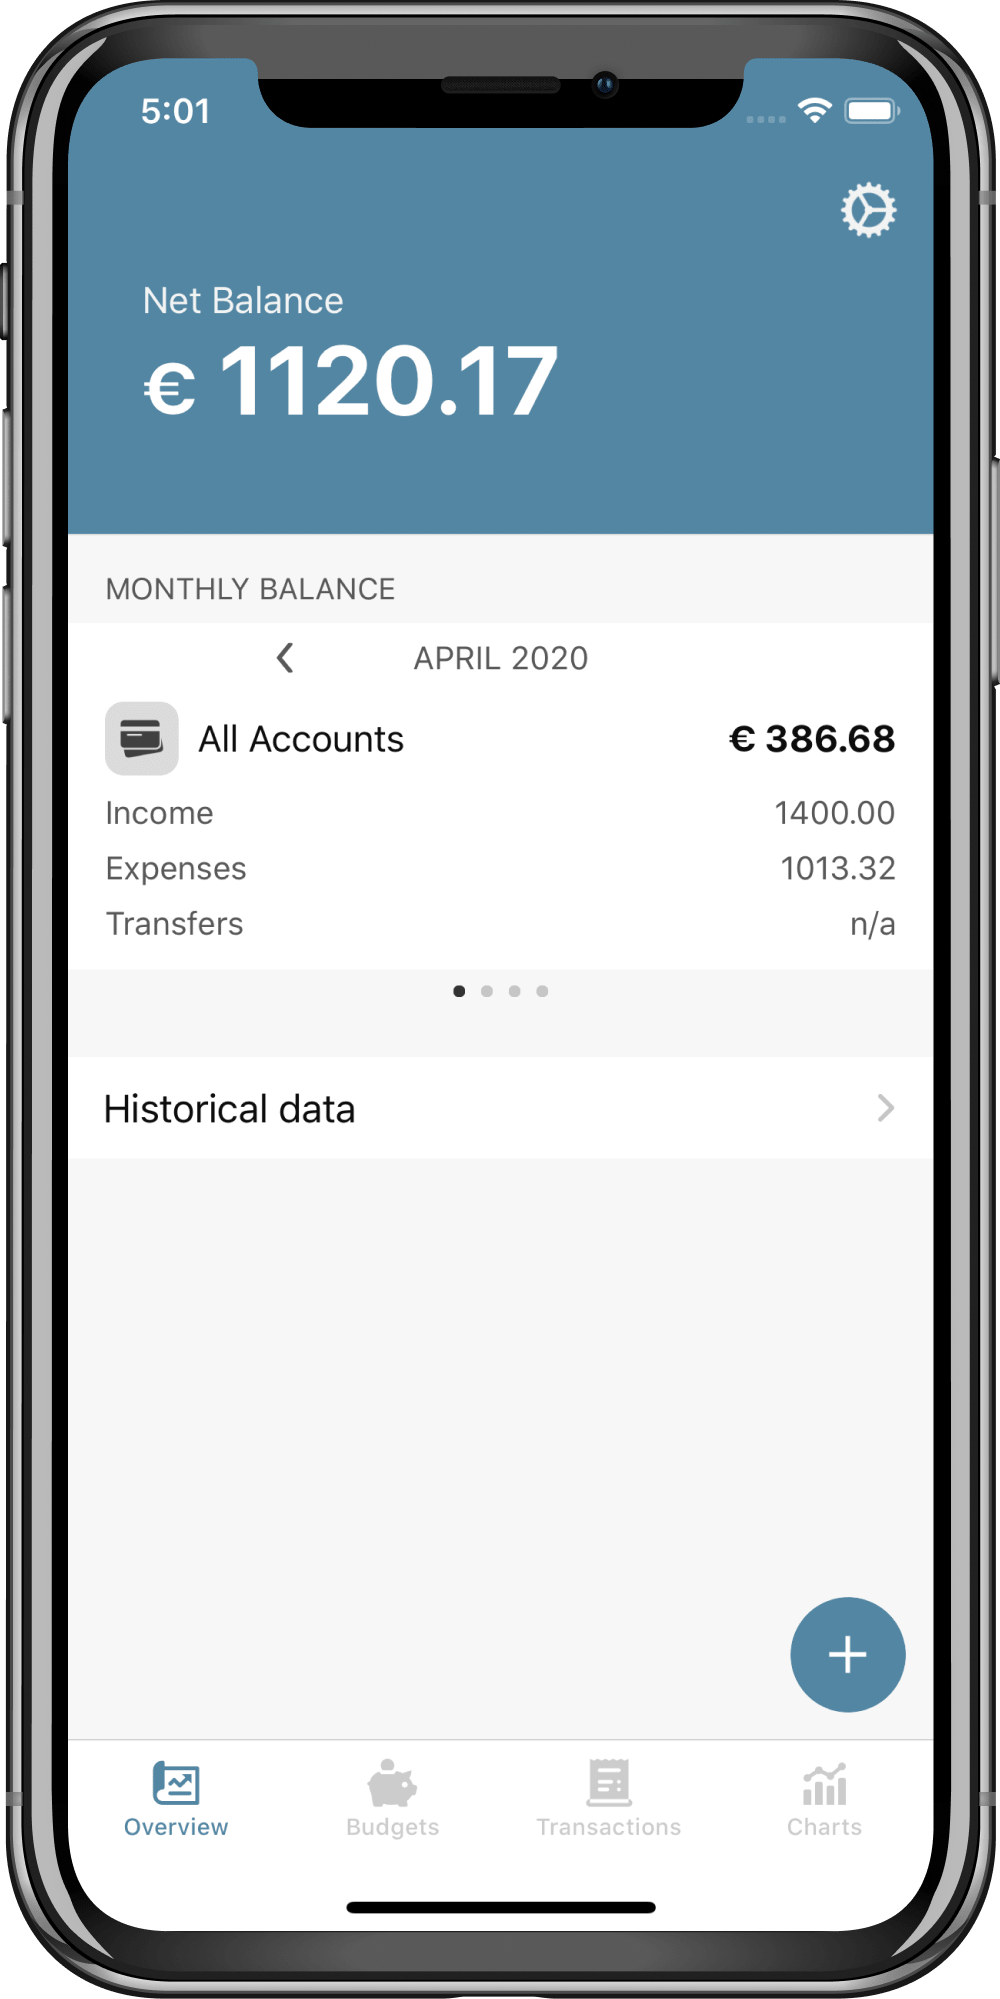 5:01
Net Balance
€ 1120.17
MONTHLY BALANCE
APRIL 2020
All Accounts € 386.68
Income 1400.00
Expenses 1013.32
Transfers n/a
Historical data
Overview Budgets Transactions Charts